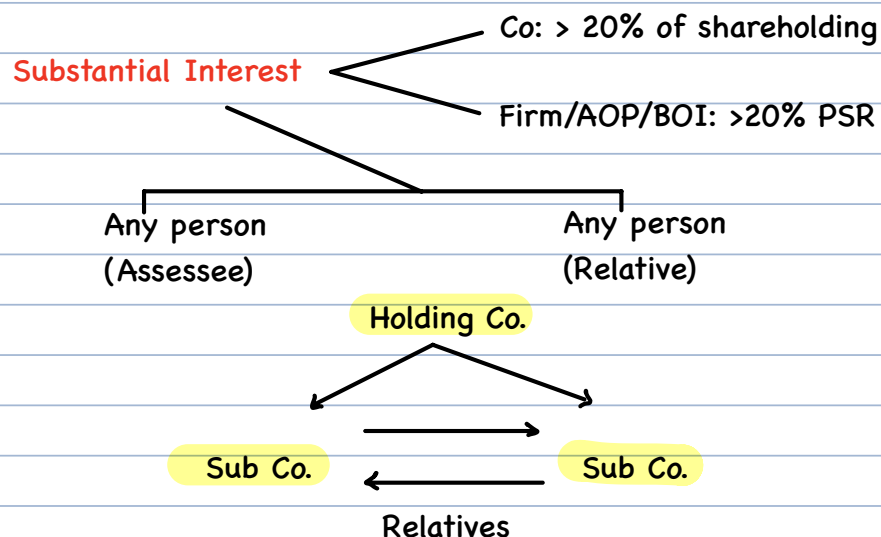 Co: > 20% of shareholding
Substantial Interest
Firm/AOP/BOI: >20% PSR
Any person
(Assessee)
Any person
(Relative)
Holding Co.
Sub Co.
Sub Co.
Relatives